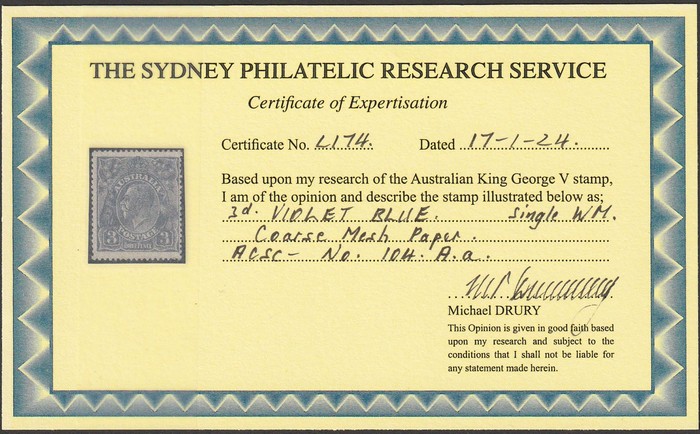 THE SYDNEY PHILATELIC RESEARCH SERVICE
Certificate of Expertisation
Certificate No. L174. Dated 17-1-24.
Based upon my research of the Australian King George V stamp,
I am of the opinion and describe the stamp illustrated below as;
3d. VIOLET BLUE. Single WM.
Coarse Mesh Paper.
ACSC- No. 104. A.a.
AUSTRALIA
POSTAGE
3 3
THREE PENCE
Michael DRURY
This Opinion is given in good faith based
upon my research and subject to the
conditions that I shall not be liable for
any statement made herein.